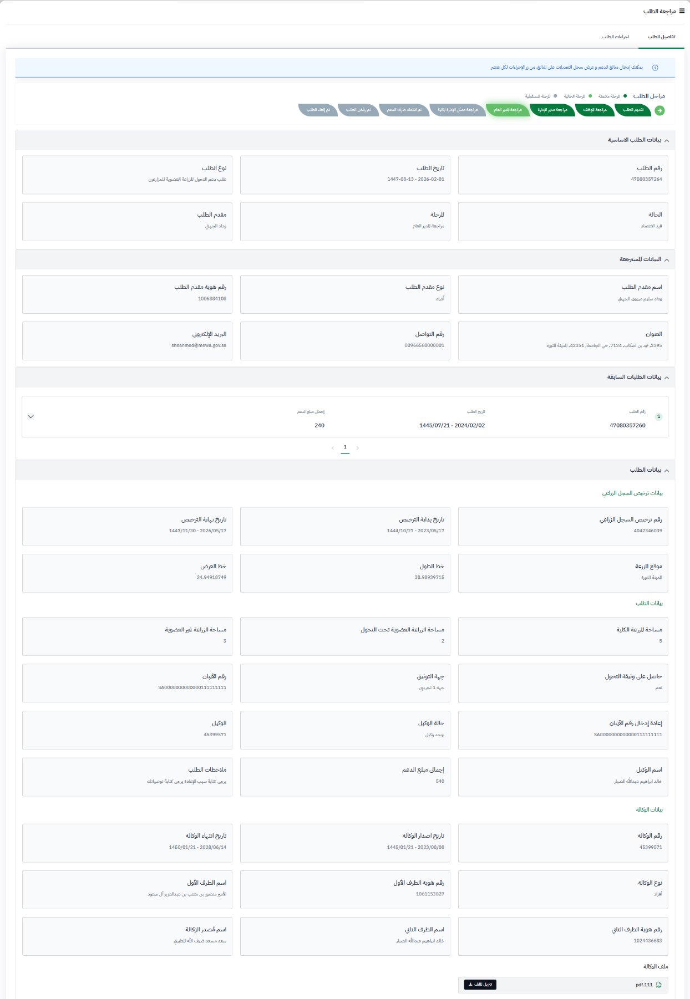 مراجعة الطلب
تفاصيل الطلب
اجراءات الطلب
يمكنك إدخال مبالغ الدعم و عرض سجل التعديلات على المبالغ، من زر الإجراءات لكل عنصر
مراحل الطلب
المرحلة مكتملة
المرحلة الحالية
المرحلة المستقبلية
تقديم الطلب
مراجعة الموظف
مراجعة مدير الإدارة
مراجعة المدير العام
مراجعة ممثل الإدارة المالية
تم اعتماد صرف الدعم
تم رفض الطلب
تم إلغاء الطلب
بيانات الطلب الاساسية
رقم الطلب
47080357264
تاريخ الطلب
1447-08-13 - 2026-02-01
نوع الطلب
طلب دعم التحول للزراعة العضوية للمزارعين
الحالة
قيد الاعتماد
المرحلة
مراجعة المدير العام
مقدم الطلب
وداد الجهني
البيانات المسترجعة
اسم مقدم الطلب
وداد سليم مرزوق الجهني
نوع مقدم الطلب
أفراد
رقم هوية مقدم الطلب
1006884108
العنوان
2395, محمد بن اشكاب, 7134, حي الجامعة, 42351, المدينة المنورة
رقم التواصل
00966560000001
البريد الإلكتروني
sheahmed@mewa.gov.sa
بيانات الطلبات السابقة
1
رقم الطلب
47080357260
تاريخ الطلب
1445/07/21 - 2024/02/02
إجمالى مبلغ الدعم
240
1
بيانات الطلب
بيانات ترخيص السجل الزراعي
رقم ترخيص السجل الزراعي
4042346039
تاريخ بداية الترخيص
1444/10/27 - 2023/05/17
تاريخ نهاية الترخيص
1447/11/30 - 2026/05/17
موقع المزرعة
المدينة المنورة
خط الطول
38.98939715
خط العرض
24.94918749
بيانات الطلب
مساحة المزرعة الكلية
5
مساحة الزراعة العضوية تحت التحول
2
مساحة الزراعة غير العضوية
3
حاصل على وثيقة التحول
نعم
جهة التوثيق
جهة 1 تجريبي
رقم الآيبان
SA0000000000000111111111
إعادة إدخال رقم الآيبان
SA0000000000000111111111
حالة الوكيل
يوجد وكيل
الوكيل
45399571
اسم الوكيل
خالد ابراهيم عبدالله الصبار
إجمالى مبلغ الدعم
540
ملاحظات الطلب
يرجى كتابة سبب الإعادة يرجى كتابة توصياتك
بيانات الوكالة
رقم الوكالة
45399571
تاريخ اصدار الوكالة
1445/01/21 - 2023/08/08
تاريخ انتهاء الوكالة
1450/01/21 - 2028/06/14
نوع الوكالة
أفراد
رقم هوية الطرف الأول
1061153027
اسم الطرف الأول
الأمير منصور بن متعب بن عبدالعزيز آل سعود
رقم هوية الطرف الثاني
1024436683
اسم الطرف الثاني
خالد ابراهيم عبدالله الصبار
اسم مُصدر الوكالة
سعد مسعد ضيف الله المطيري
ملف الوكالة
pdf.111
تنزيل الملف